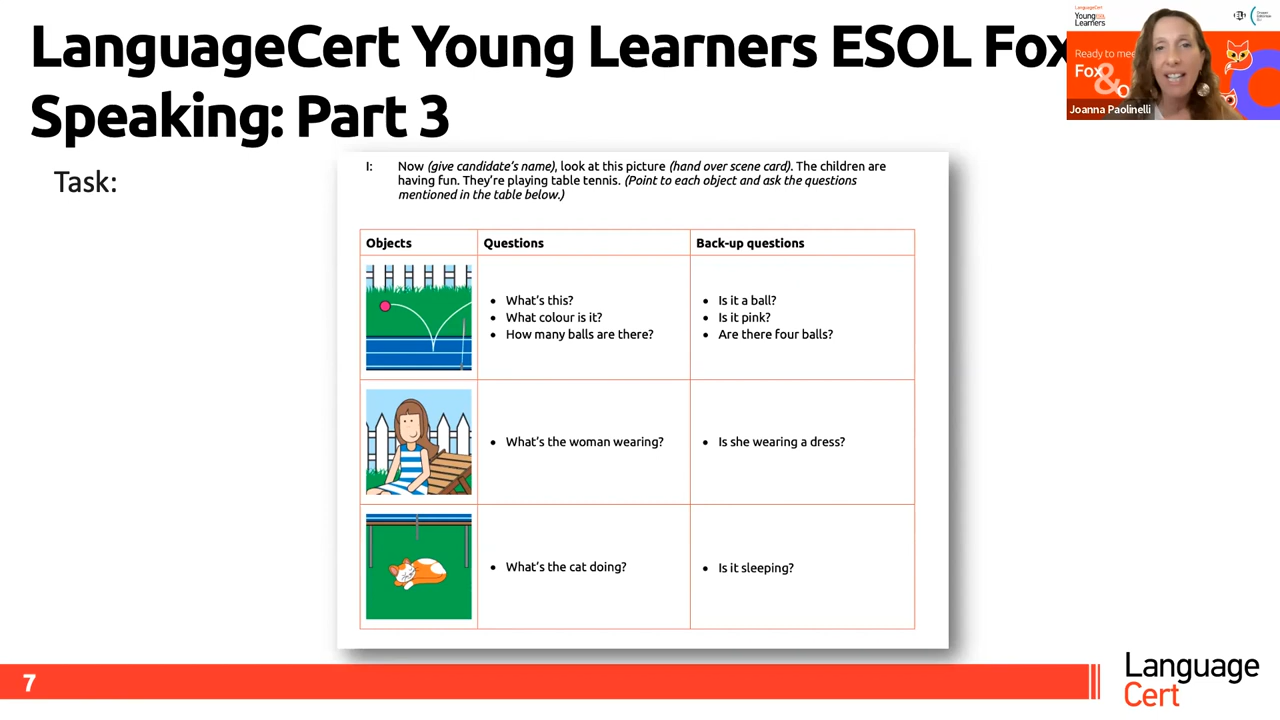 LanguageCert Young Learners ESOL Fox
Speaking: Part 3
Task:
I: Now (give candidate's name), look at this picture (hand over scene card). The children are
having fun. They're playing table tennis. (Point to each object and ask the questions
mentioned in the table below.)
Objects Questions Back-up questions
• What's this? • Is it a ball?
• What colour is it? • Is it pink?
• How many balls are there? • Are there four balls?
• What's the woman wearing? • Is she wearing a dress?
• What's the cat doing? • Is it sleeping?
7
Language
Cert
LanguageCert
Young
Learners
Ready to mee
Fox
&
Joanna Paolinelli